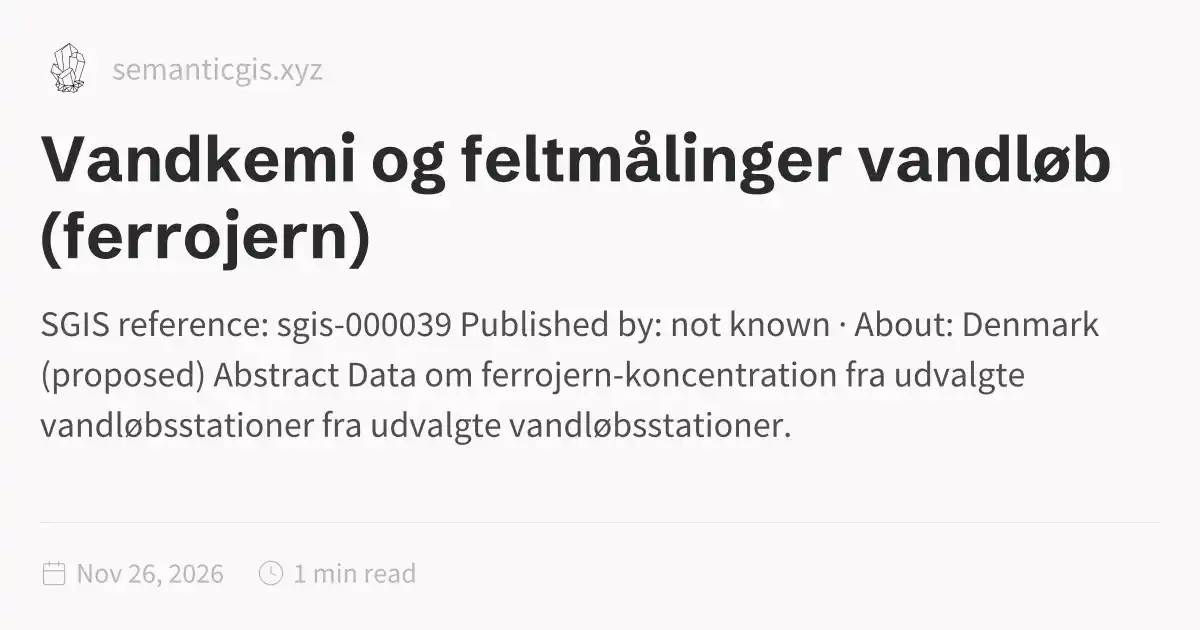 semanticgis.xyz
Vandkemi og feltmålinger vandløb
(ferrojern)
SGIS reference: sgis-000039 Published by: not known · About: Denmark
(proposed) Abstract Data om ferrojern-koncentration fra udvalgte
vandløbsstationer fra udvalgte vandløbsstationer.
Nov 26, 2026 1 min read